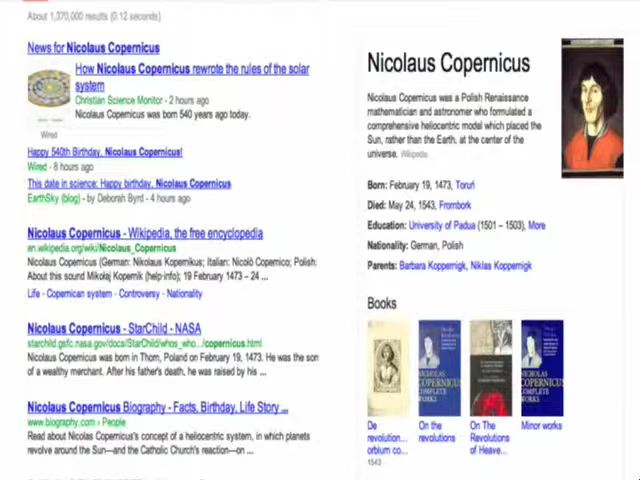 About 1,370,000 results (0.12 seconds)
News for Nicolaus Copernicus
How Nicolaus Copernicus rewrote the rules of the solar
system
Christian Science Monitor - 2 hours ago
Nicolaus Copernicus was born 540 years ago today.
Wired
Happy 540th Birthday, Nicolaus Copernicus!
Wired - 8 hours ago
This date in science: Happy birthday, Nicolaus Copernicus
EarthSky (blog) - by Deborah Byrd - 4 hours ago
Nicolaus Copernicus - Wikipedia, the free encyclopedia
en.wikipedia.org/wiki/Nicolaus_Copernicus
Nicolaus Copernicus (German: Nikolaus Kopernikus; Italian: Nicolò Copernico; Polish:
About this sound Mikołaj Kopernik (help·info); 19 February 1473 – 24 ...
Life - Copernican system - Controversy - Nationality
Nicolaus Copernicus - StarChild - NASA
starchild.gsfc.nasa.gov/docs/StarChild/whos_who.../copernicus.html
Nicolaus Copernicus was born in Thorn, Poland on February 19, 1473. He was the son
of a wealthy merchant. After his father's death, he was raised by his ...
Nicolaus Copernicus Biography - Facts, Birthday, Life Story ...
www.biography.com › People
Read about Nicolas Copernicus's concept of a heliocentric system, in which planets
revolve around the Sun—and the Catholic Church's reaction—on ...
Nicolaus Copernicus
Nicolaus Copernicus was a Polish Renaissance
mathematician and astronomer who formulated a
comprehensive heliocentric model which placed the
Sun, rather than the Earth, at the center of the
universe. Wikipedia
Born: February 19, 1473, Toruń
Died: May 24, 1543, Frombork
Education: University of Padua (1501 – 1503), More
Nationality: German, Polish
Parents: Barbara Koppernigk, Niklas Koppernigk
Books
NICHOLAS
COPERNICUS
COMPLETE
WORKS
NICHOLAS
COPERNICUS
COMPLETE
WORKS
De
revolution...
orbium co...
1543
On the
revolutions
On The
Revolutions
of Heave...
Minor works